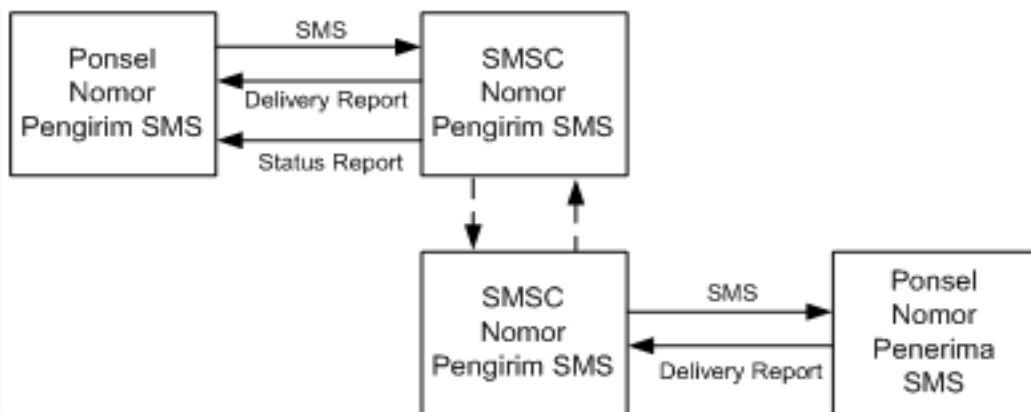 Ponsel
Nomor
Pengirim SMS
SMS
Delivery Report
Status Report
SMSC
Nomor
Pengirim SMS
SMSC
Nomor
Pengirim SMS
SMS
Delivery Report
Ponsel
Nomor
Penerima
SMS